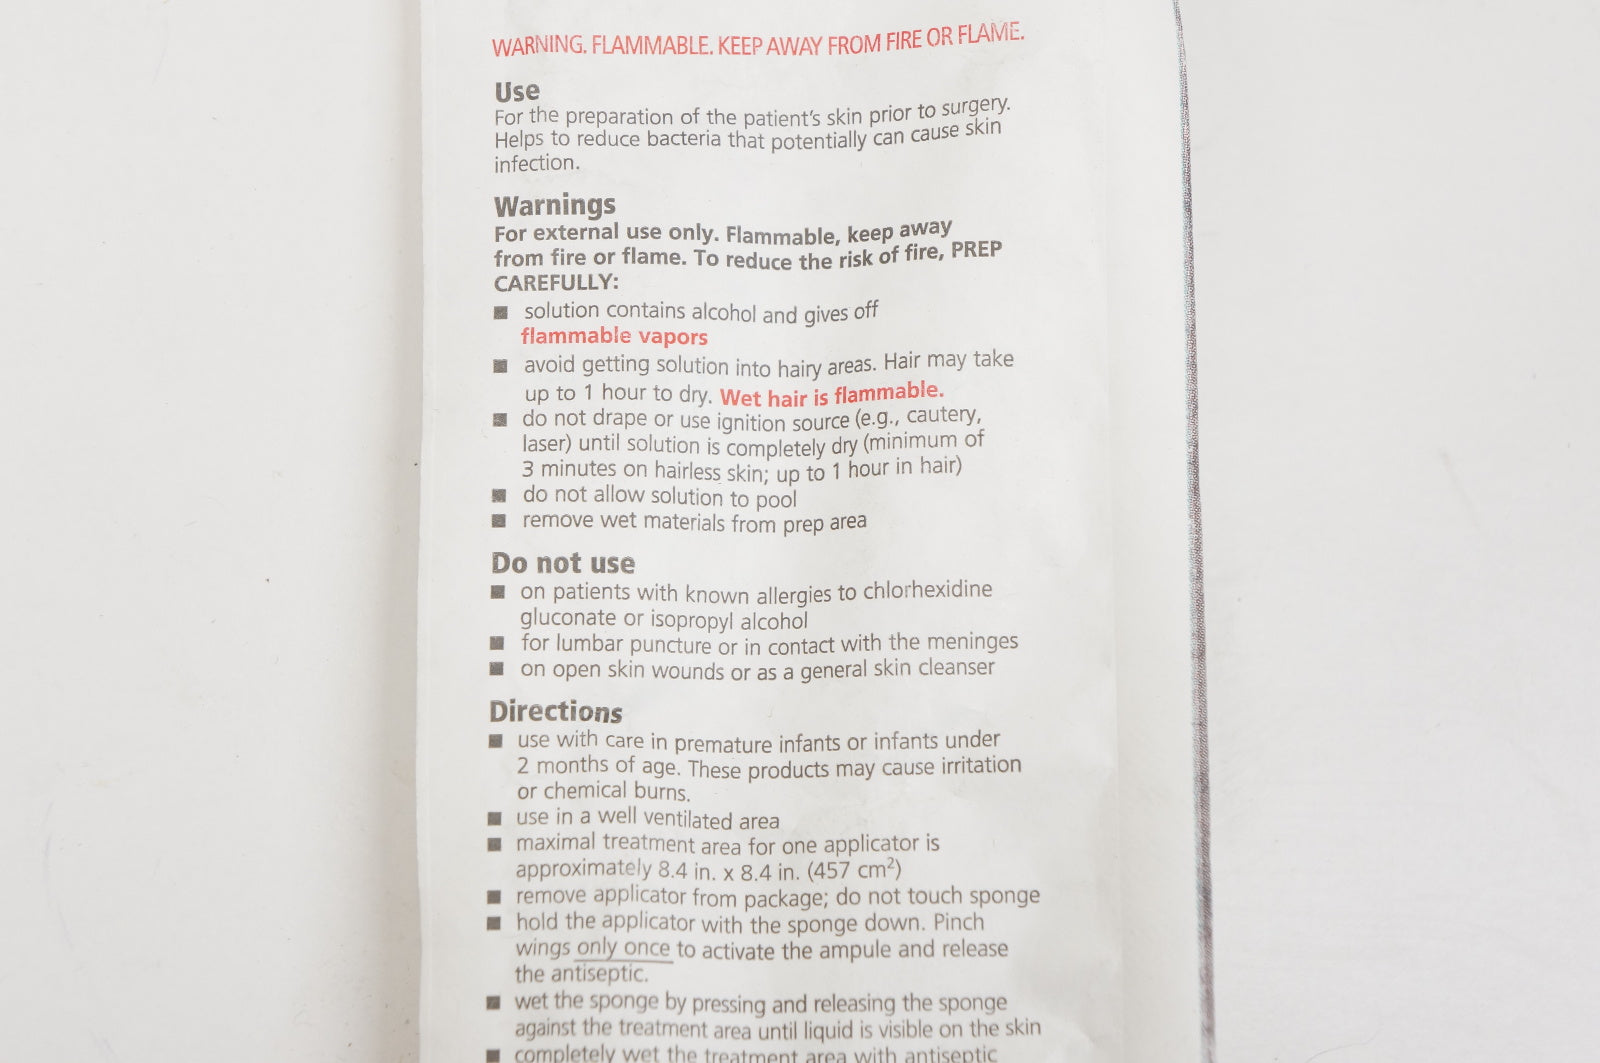 WARNING. FLAMMABLE. KEEP AWAY FROM FIRE OR FLAME.
Use
For the preparation of the patient's skin prior to surgery.
Helps to reduce bacteria that potentially can cause skin
infection.
Warnings
For external use only. Flammable, keep away
from fire or flame. To reduce the risk of fire, PREP
CAREFULLY:
■ solution contains alcohol and gives off
flammable vapors
■ avoid getting solution into hairy areas. Hair may take
up to 1 hour to dry. Wet hair is flammable.
■ do not drape or use ignition source (e.g., cautery,
laser) until solution is completely dry (minimum of
3 minutes on hairless skin; up to 1 hour in hair)
■ do not allow solution to pool
■ remove wet materials from prep area
Do not use
■ on patients with known allergies to chlorhexidine
gluconate or isopropyl alcohol
■ for lumbar puncture or in contact with the meninges
■ on open skin wounds or as a general skin cleanser
Directions
■ use with care in premature infants or infants under
2 months of age. These products may cause irritation
or chemical burns.
■ use in a well ventilated area
■ maximal treatment area for one applicator is
approximately 8.4 in. x 8.4 in. (457 cm²)
■ remove applicator from package; do not touch sponge
■ hold the applicator with the sponge down. Pinch
wings only once to activate the ampule and release
the antiseptic.
■ wet the sponge by pressing and releasing the sponge
against the treatment area until liquid is visible on the skin
■ completely wet the treatment area with antiseptic